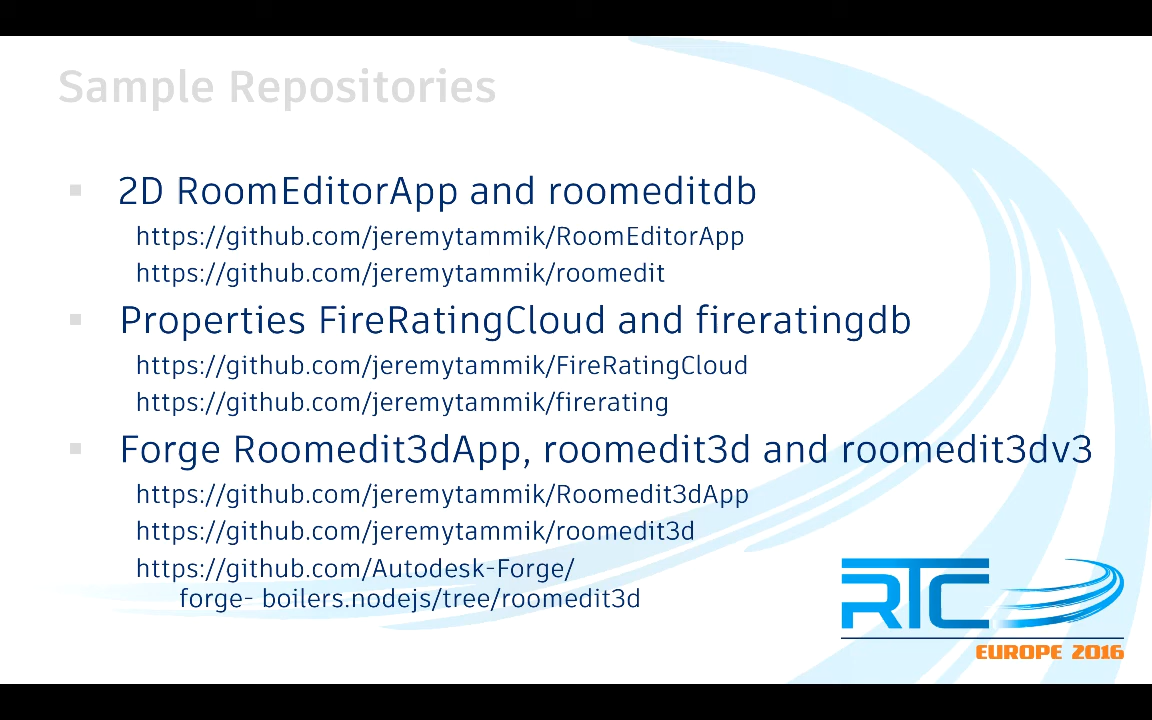 Sample Repositories
▪ 2D RoomEditorApp and roomeditdb
https://github.com/jeremytammik/RoomEditorApp
https://github.com/jeremytammik/roomedit
▪ Properties FireRatingCloud and fireratingdb
https://github.com/jeremytammik/FireRatingCloud
https://github.com/jeremytammik/firerating
▪ Forge Roomedit3dApp, roomedit3d and roomedit3dv3
https://github.com/jeremytammik/Roomedit3dApp
https://github.com/jeremytammik/roomedit3d
https://github.com/Autodesk-Forge/
forge- boilers.nodejs/tree/roomedit3d
RTC
EUROPE 2016